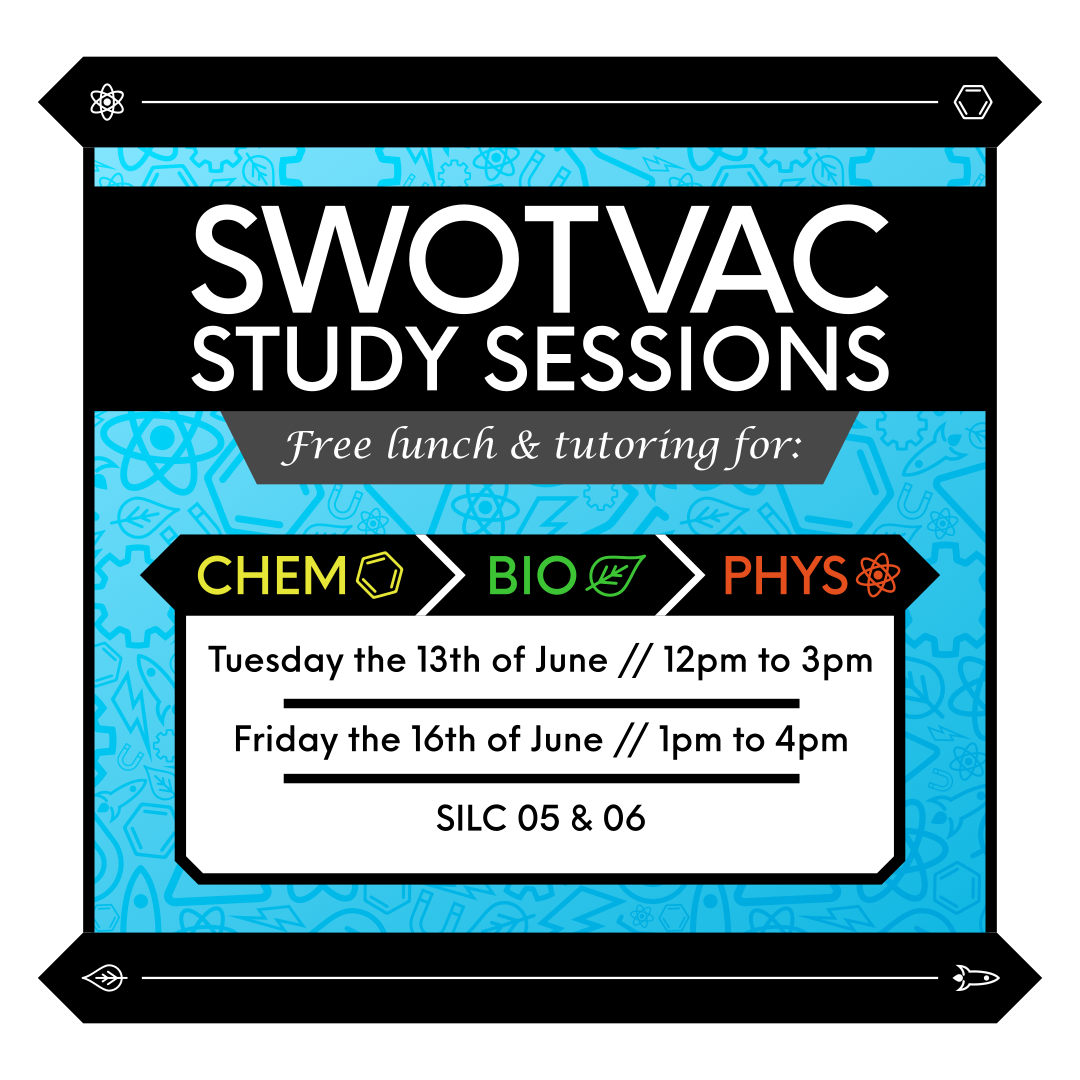 SWOTVAC
STUDY SESSIONS
Free lunch & tutoring for:
CHEM BIO PHYS
Tuesday the 13th of June // 12pm to 3pm
Friday the 16th of June // 1pm to 4pm
SILC 05 & 06